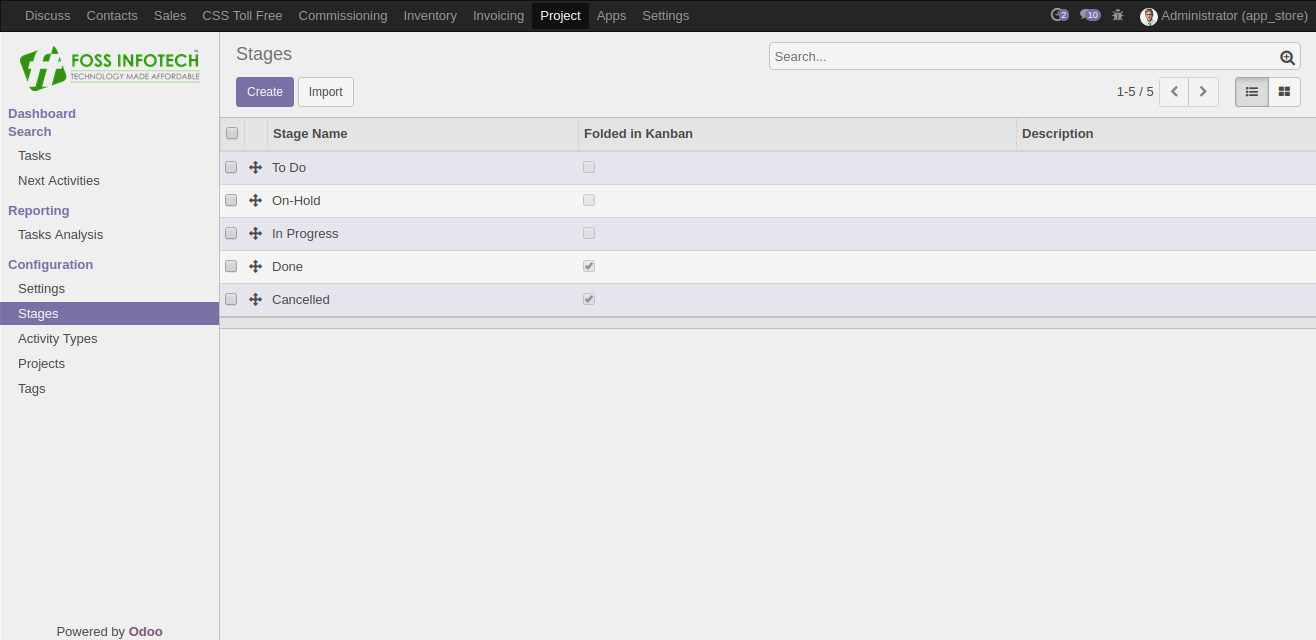 Discuss Contacts Sales CSS Toll Free Commissioning Inventory Invoicing Project Apps Settings 2 10 Administrator (app_store)
FOSS INFOTECH™
TECHNOLOGY MADE AFFORDABLE
Dashboard
Search
Tasks
Next Activities
Reporting
Tasks Analysis
Configuration
Settings
Stages
Activity Types
Projects
Tags
Powered by Odoo
Stages
Search...
Create Import
1-5 / 5
Stage Name Folded in Kanban Description
To Do
On-Hold
In Progress
Done
Cancelled